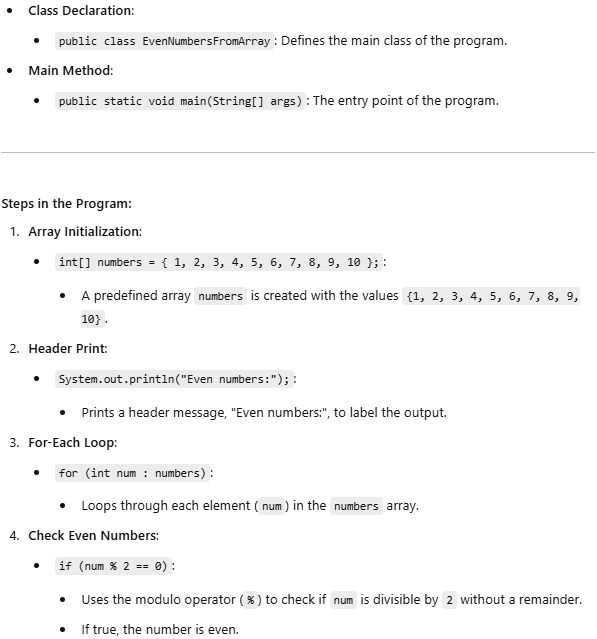 • Class Declaration:
• public class EvenNumbersFromArray: Defines the main class of the program.
• Main Method:
• public static void main(String[] args): The entry point of the program.
Steps in the Program:
1. Array Initialization:
• int[] numbers = { 1, 2, 3, 4, 5, 6, 7, 8, 9, 10 };:
• A predefined array numbers is created with the values {1, 2, 3, 4, 5, 6, 7, 8, 9,
10}.
2. Header Print:
• System.out.println("Even numbers:");:
• Prints a header message, "Even numbers:", to label the output.
3. For-Each Loop:
• for (int num : numbers):
• Loops through each element (num) in the numbers array.
4. Check Even Numbers:
• if (num % 2 == 0):
• Uses the modulo operator (%) to check if num is divisible by 2 without a remainder.
• If true, the number is even.